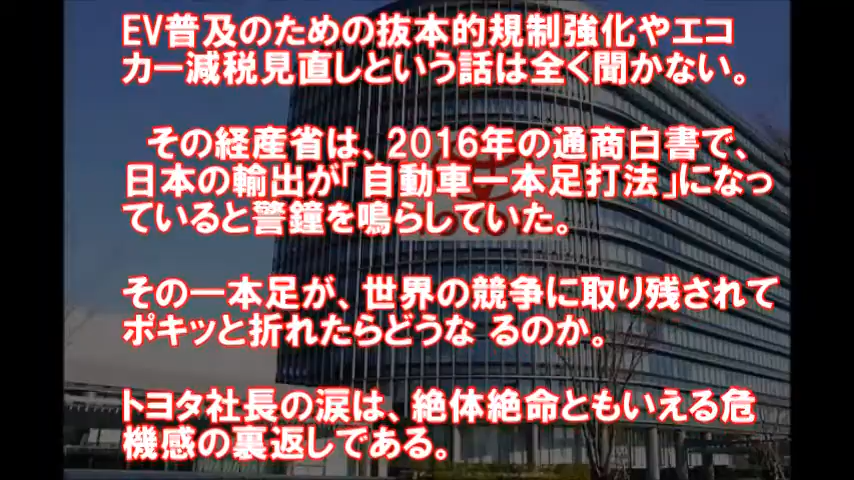 EV普及のための抜本的規制強化やエコ
カー減税見直しという話は全く聞かない。
その経産省は、2016年の通商白書で、
日本の輸出が「自動車一本足打法」になっ
ていると警鐘を鳴らしていた。
その一本足が、世界の競争に取り残されて
ポキッと折れたらどうな るのか。
トヨタ社長の涙は、絶体絶命ともいえる危
機感の裏返しである。